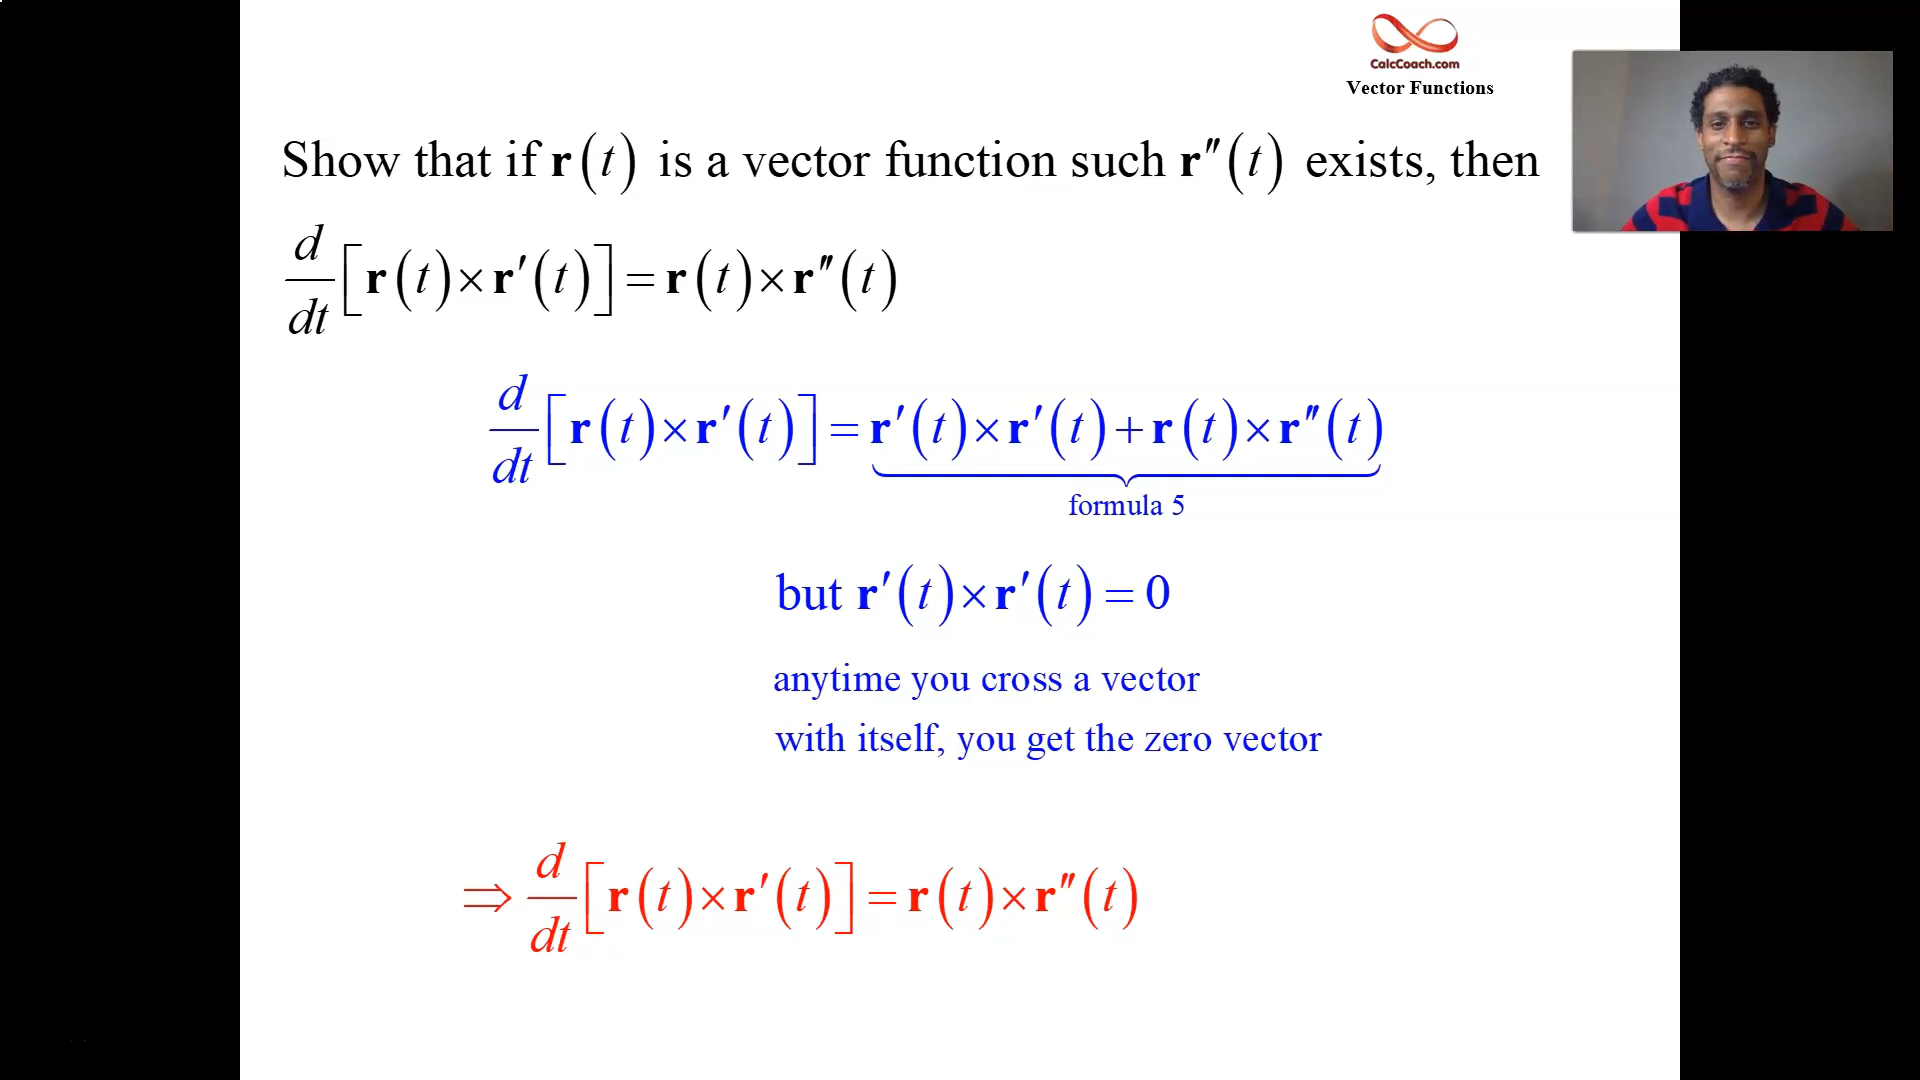 CalcCoach.com
Vector Functions
Show that if r(t) is a vector function such r″(t) exists, then
d/dt[r(t)×r′(t)]=r(t)×r″(t)
d/dt[r(t)×r′(t)]=r′(t)×r′(t)+r(t)×r″(t)
formula 5
but r′(t)×r′(t)=0
anytime you cross a vector
with itself, you get the zero vector
⇒d/dt[r(t)×r′(t)]=r(t)×r″(t)